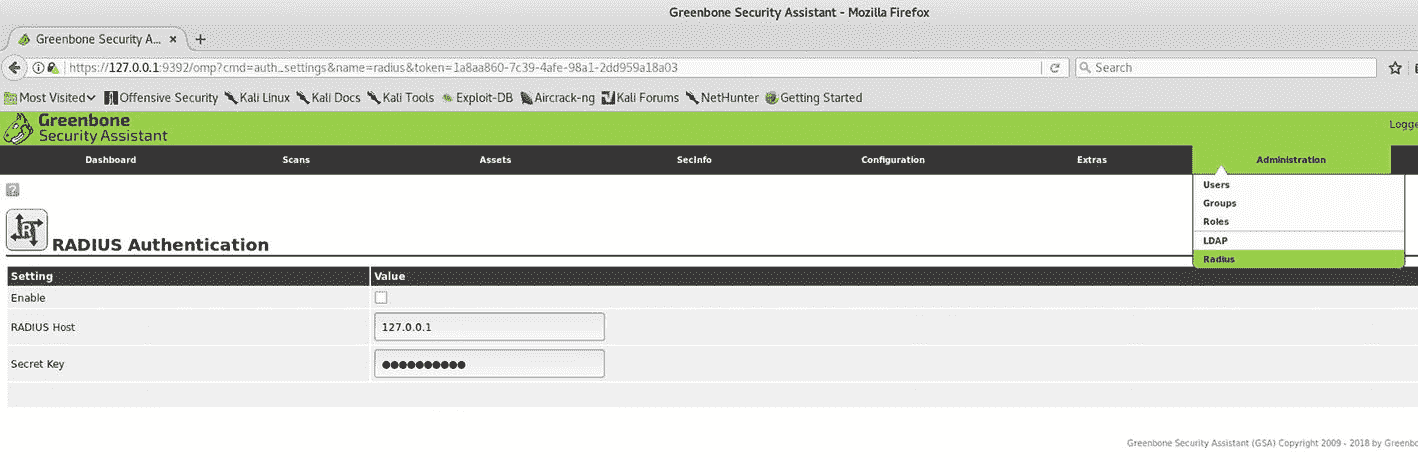 Greenbone Security Assistant - Mozilla Firefox
Greenbone Security A... × +
https://127.0.0.1:9392/omp?cmd=auth_settings&name=radius&token=1a8aa860-7c39-4afe-98a1-2dd959a18a03 Search
Most Visited Offensive Security Kali Linux Kali Docs Kali Tools Exploit-DB Aircrack-ng Kali Forums NetHunter Getting Started
Greenbone
Security Assistant
Logge
Dashboard Scans Assets SecInfo Configuration Extras Administration
Users
Groups
Roles
LDAP
Radius
RADIUS Authentication
Setting Value
Enable
RADIUS Host 127.0.0.1
Secret Key ●●●●●●●●●●
Greenbone Security Assistant (GSA) Copyright 2009 - 2018 by Greenbo